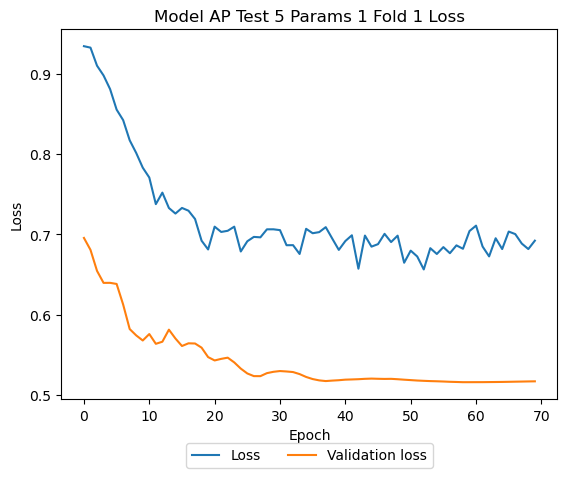 Model AP Test 5 Params 1 Fold 1 Loss
Loss
0.9
0.8
0.7
0.6
0.5
0 10 20 30 40 50 60 70
Epoch
Loss Validation loss